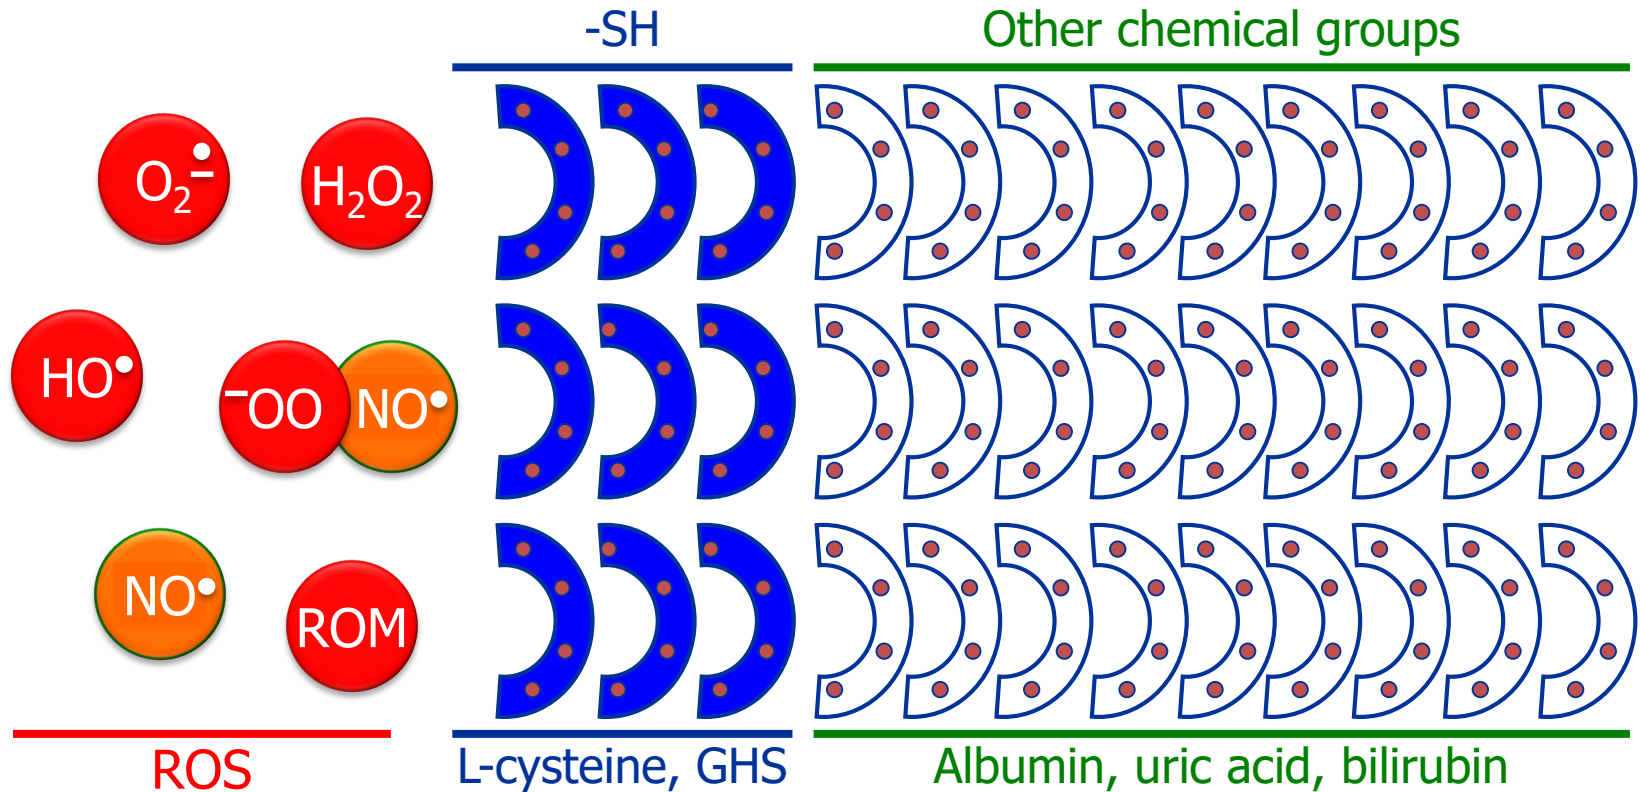 -SH
Other chemical groups
O₂•−
H₂O₂
HO•
−OO
NO•
NO•
ROM
ROS
L-cysteine, GHS
Albumin, uric acid, bilirubin